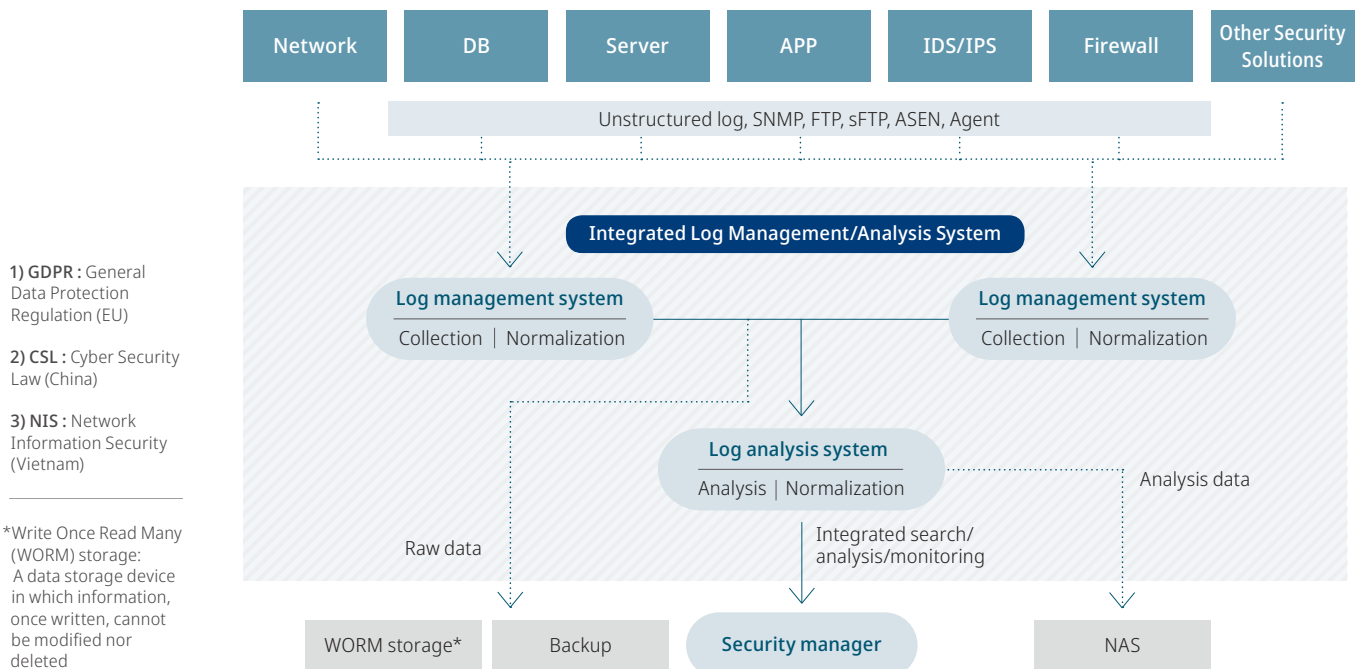 Network
DB
Server
APP
IDS/IPS
Firewall
Other Security
Solutions
Unstructured log, SNMP, FTP, sFTP, ASEN, Agent
Integrated Log Management/Analysis System
1) GDPR : General
Data Protection
Regulation (EU)
2) CSL : Cyber Security
Law (China)
3) NIS : Network
Information Security
(Vietnam)
*Write Once Read Many
(WORM) storage:
A data storage device
in which information,
once written, cannot
be modified nor
deleted
Log management system
Collection | Normalization
Log management system
Collection | Normalization
Log analysis system
Analysis | Normalization
Analysis data
Raw data
Integrated search/
analysis/monitoring
WORM storage*
Backup
Security manager
NAS